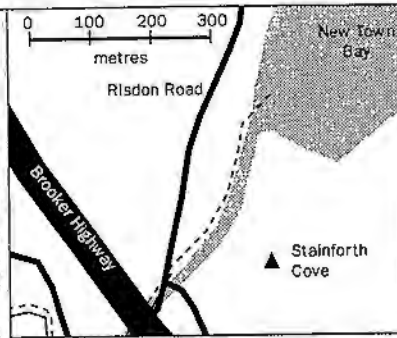 0 100 200 300
metres
New Town
Bay
Risdon Road
Brooker Highway
Stainforth
Cove